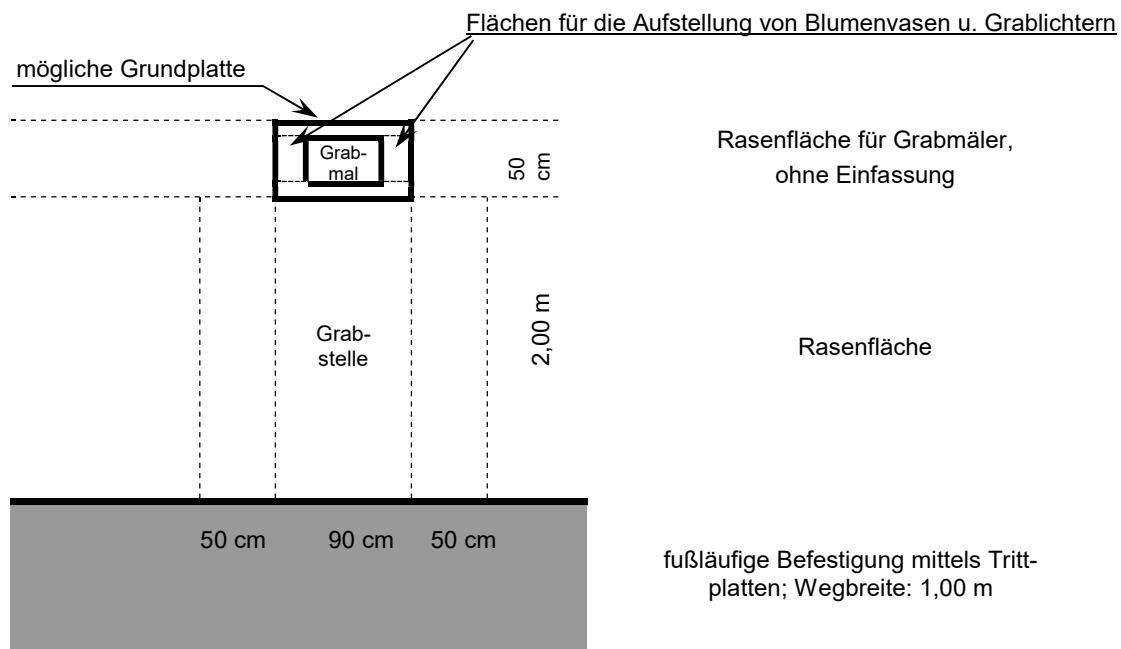 Flächen für die Aufstellung von Blumenvasen u. Grablichtern
mögliche Grundplatte
Grab-
mal
50
cm
Rasenfläche für Grabmäler,
ohne Einfassung
Grab-
stelle
2,00 m
Rasenfläche
50 cm 90 cm 50 cm
fußläufige Befestigung mittels Tritt-
platten; Wegbreite: 1,00 m